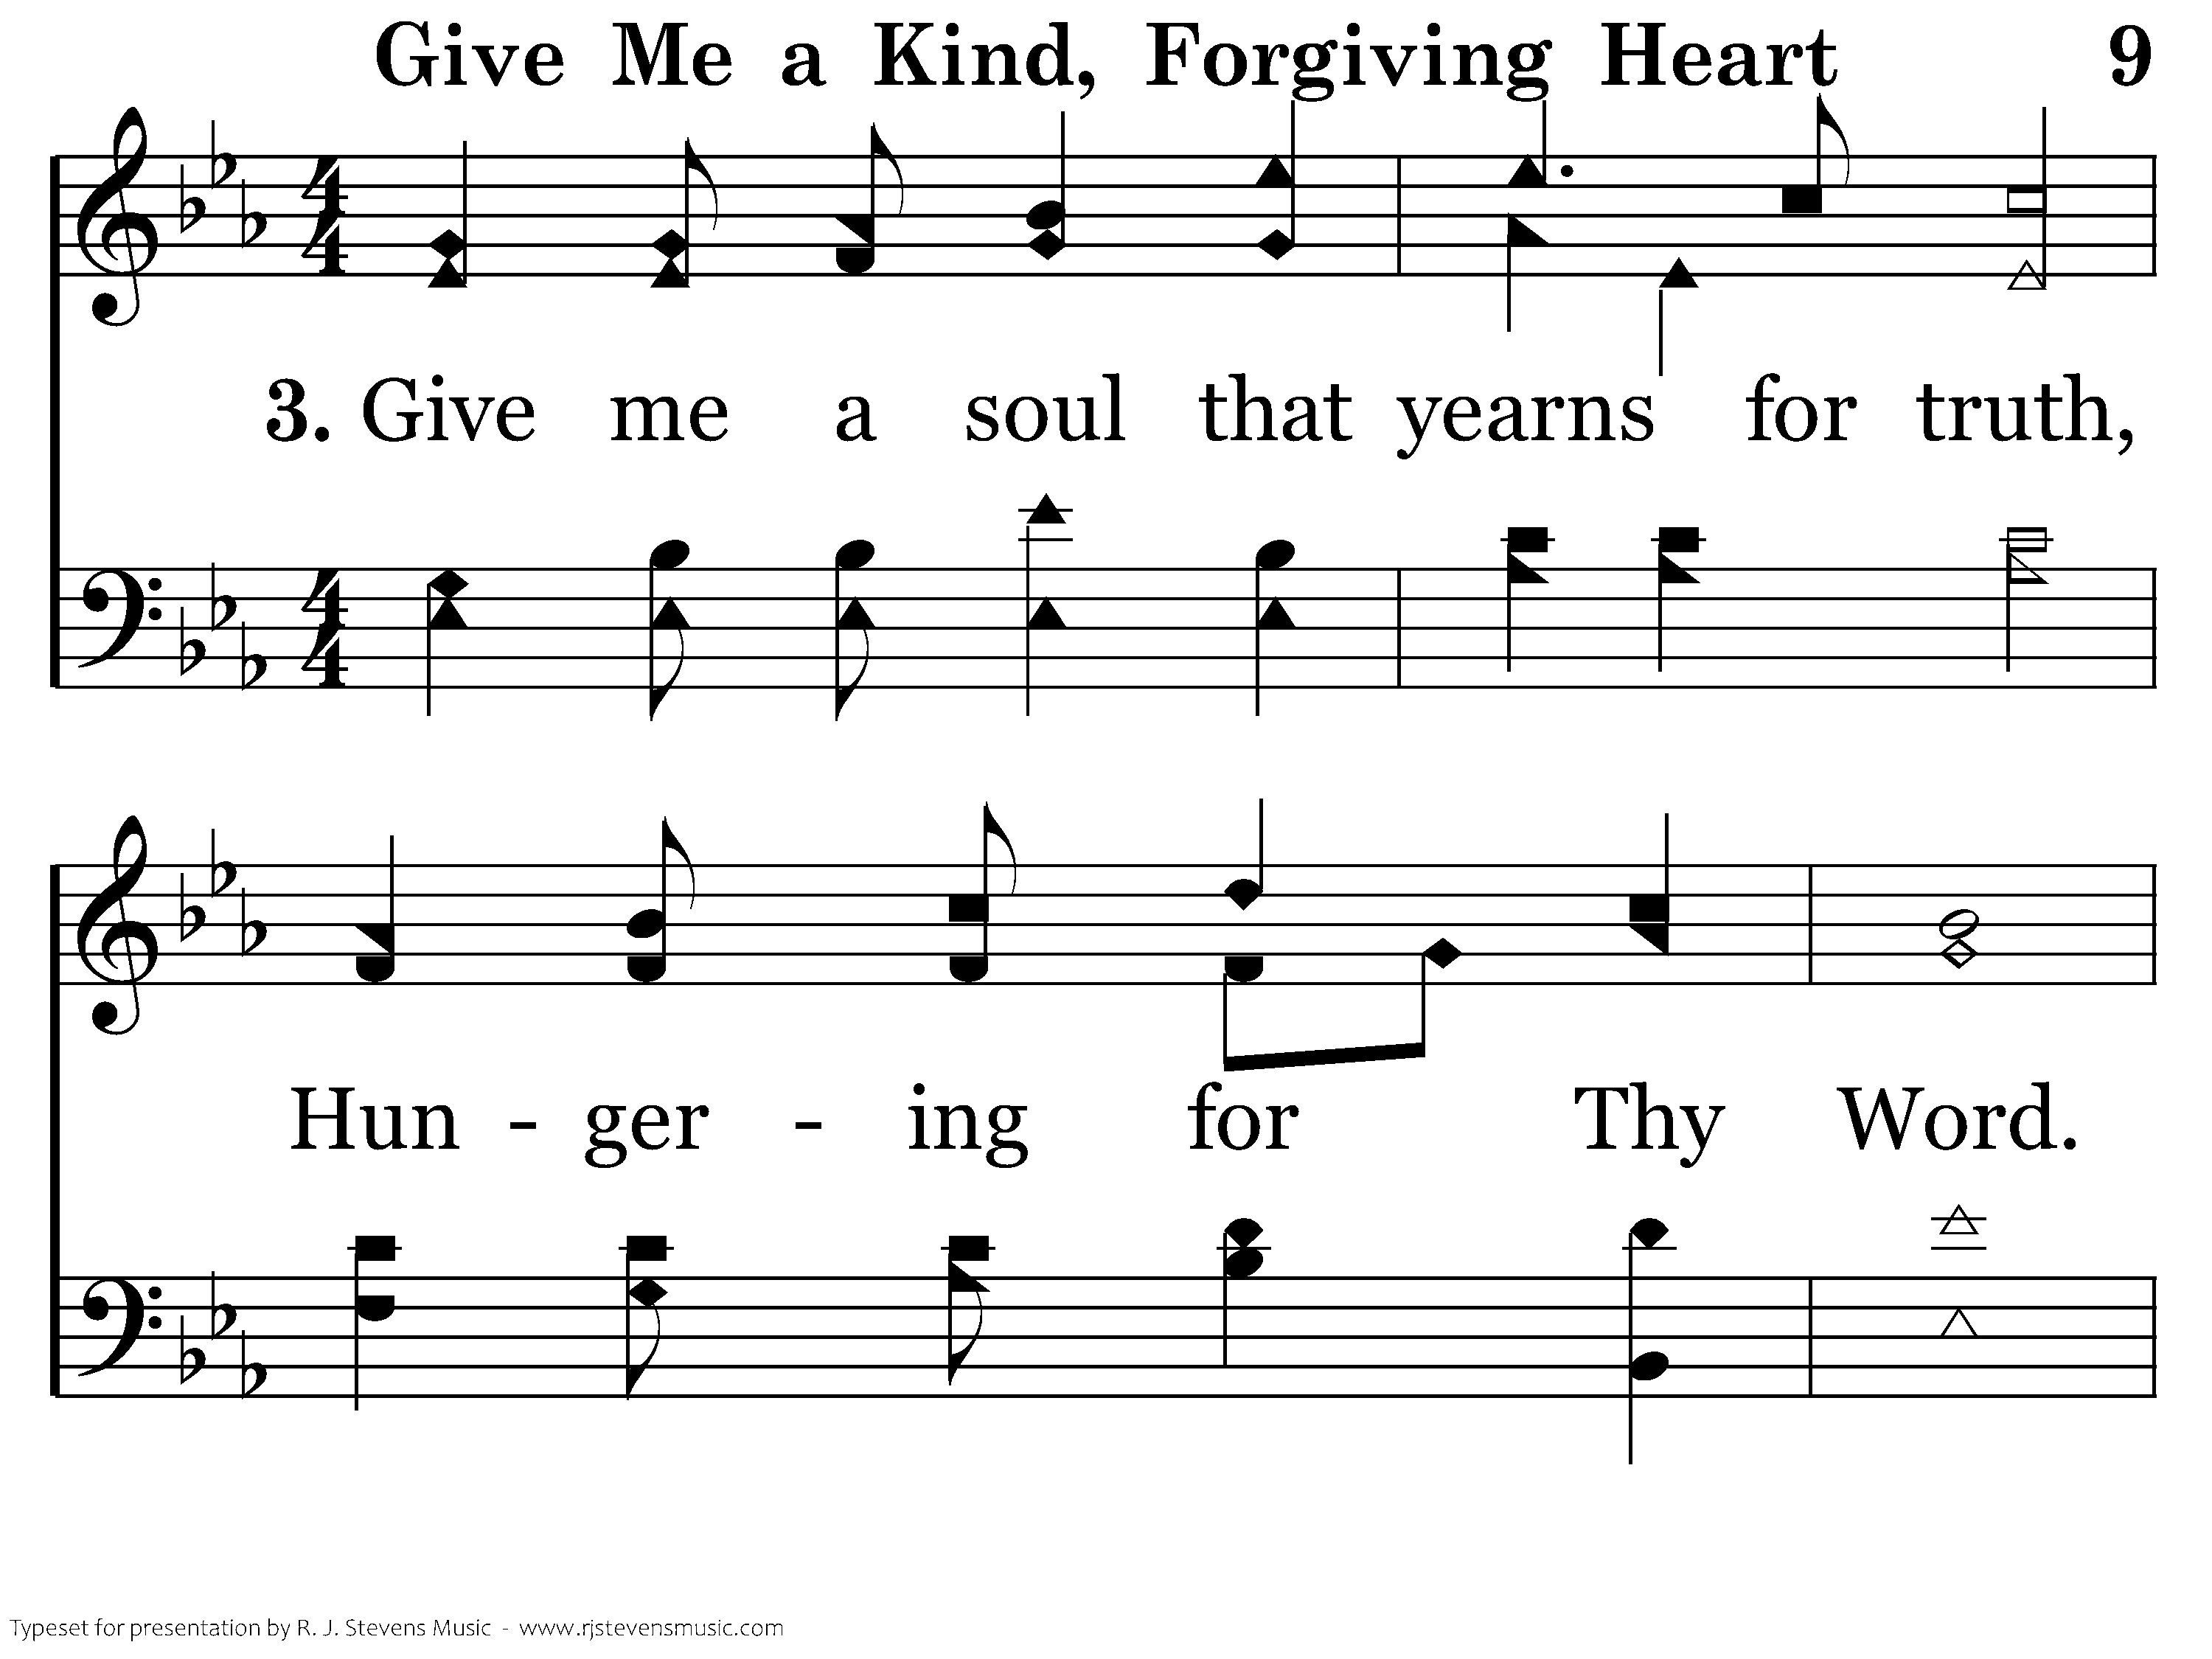 Give Me a Kind, Forgiving Heart 9
3. Give me a soul that yearns for truth,
Hun - ger - ing for Thy Word.
Typeset for presentation by R. J. Stevens Music - www.rjstevensmusic.com